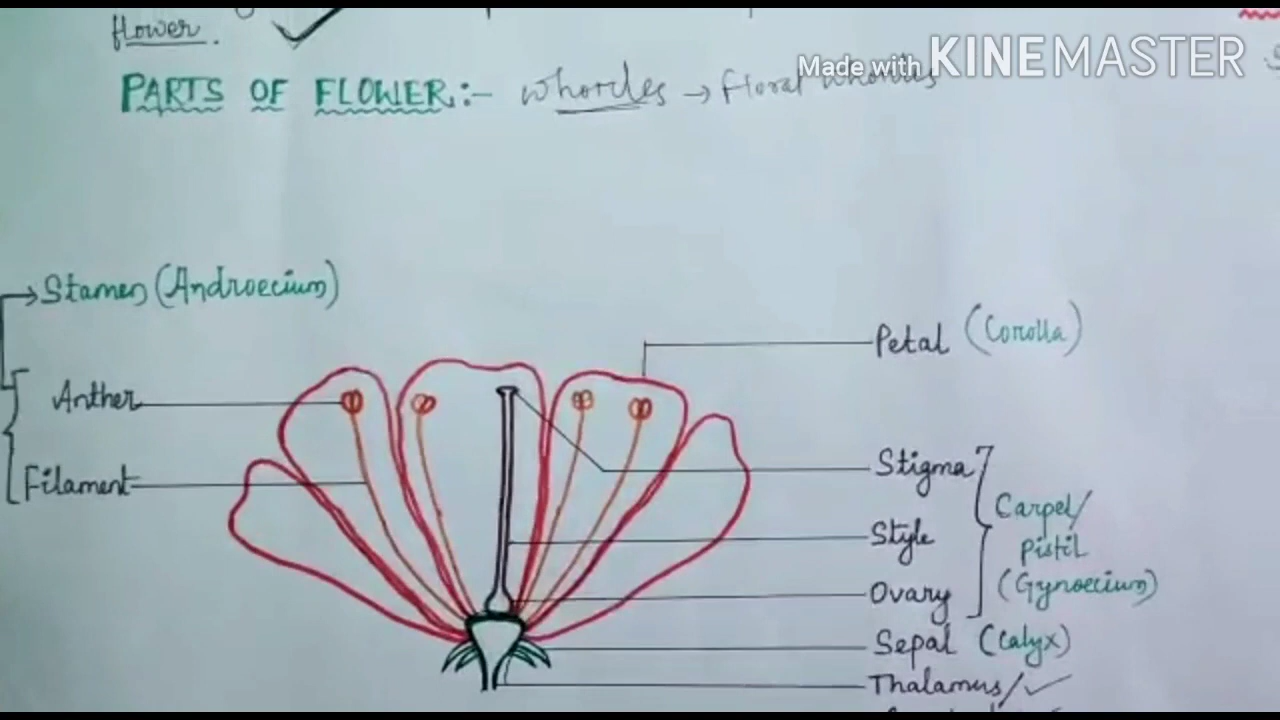 flower.
PARTS OF FLOWER:- whorles → floral whorles
Made with KINEMASTER
Stamen (Androecium)
Petal (Corolla)
Anther
Stigma
Filament
Carpel/
Style
Pistil
Ovary
(Gynoecium)
Sepal (Calyx)
Thalamus/